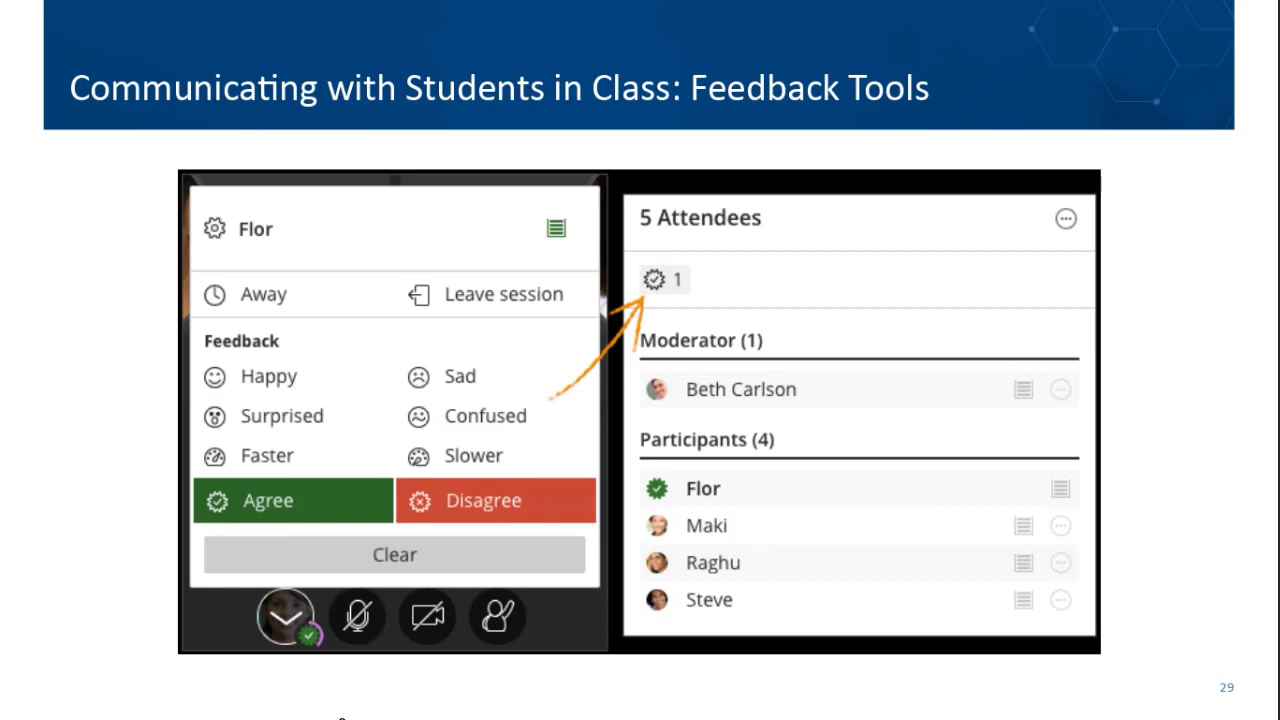 Communicating with Students in Class: Feedback Tools
Flor
Away
Leave session
Feedback
Happy
Sad
Surprised
Confused
Faster
Slower
Agree
Disagree
Clear
5 Attendees
1
Moderator (1)
Beth Carlson
Participants (4)
Flor
Maki
Raghu
Steve
29